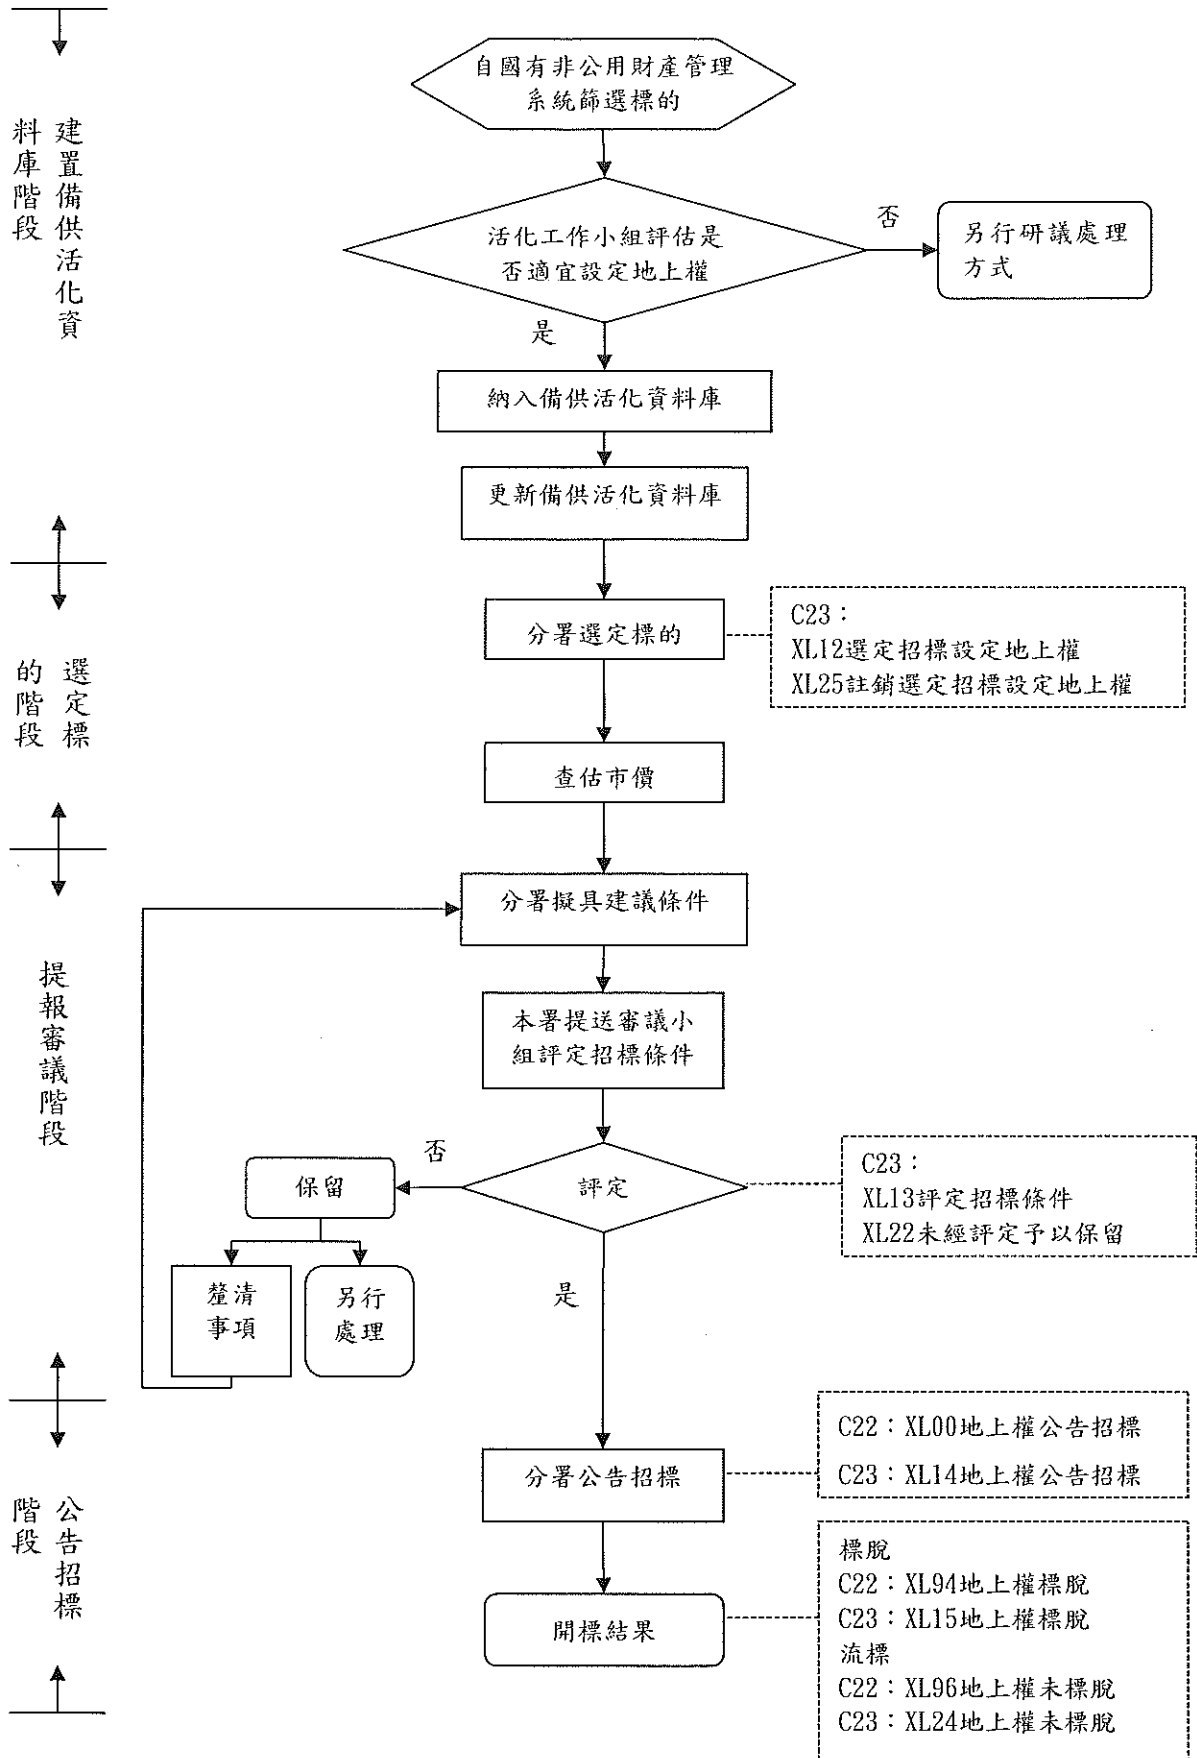 建置備供活化資
料庫階段
自國有非公用財產管理
系統篩選標的
活化工作小組評估是
否適宜設定地上權
否
另行研議處理
方式
是
納入備供活化資料庫
更新備供活化資料庫
選定標
的階段
分署選定標的
C23：
XL12選定招標設定地上權
XL25註銷選定招標設定地上權
查估市價
提報審議階段
分署擬具建議條件
本署提送審議小
組評定招標條件
評定
C23：
XL13評定招標條件
XL22未經評定予以保留
否
保留
釐清
事項
另行
處理
是
公告招標
階段
分署公告招標
C22：XL00地上權公告招標
C23：XL14地上權公告招標
開標結果
標脫
C22：XL94地上權標脫
C23：XL15地上權標脫
流標
C22：XL96地上權未標脫
C23：XL24地上權未標脫